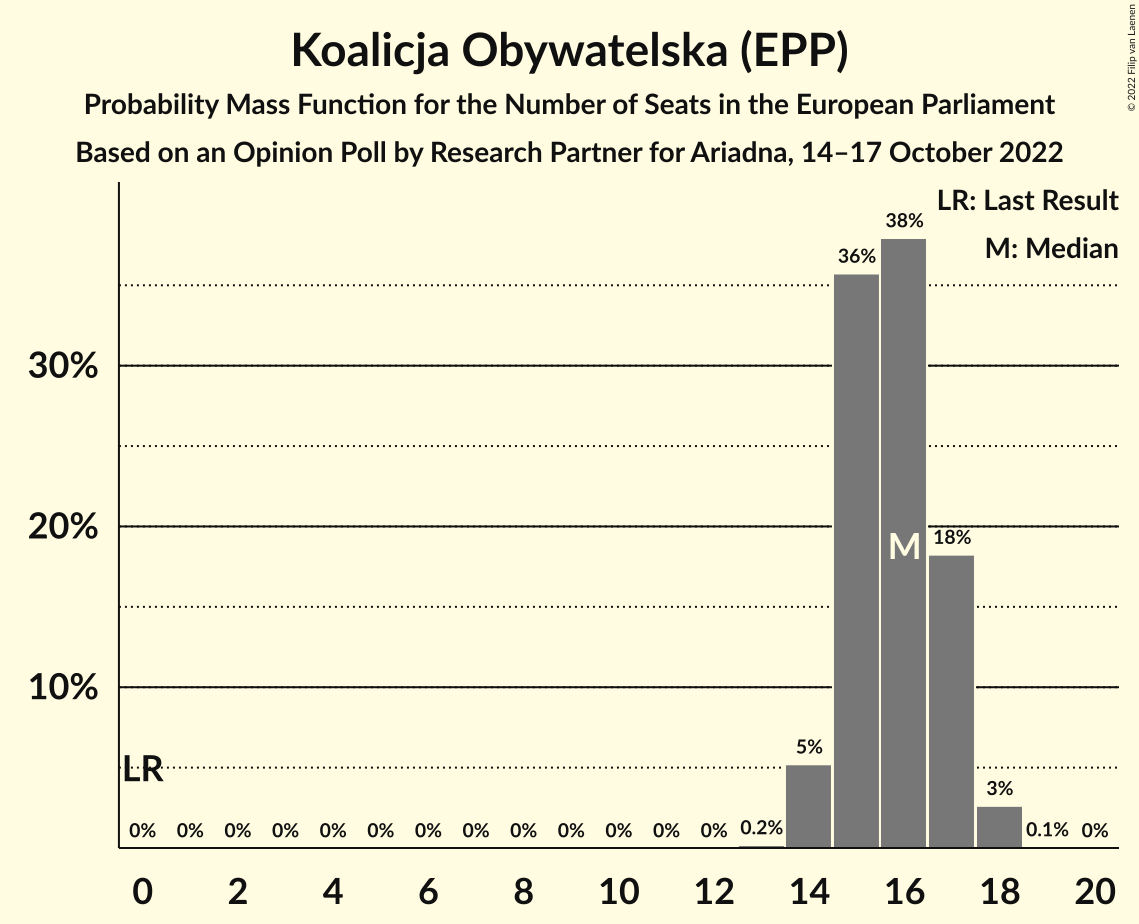 Koalicja Obywatelska (EPP)
Probability Mass Function for the Number of Seats in the European Parliament
Based on an Opinion Poll by Research Partner for Ariadna, 14–17 October 2022
© 2022 Filip van Laenen
LR: Last Result
M: Median
38%
36%
30%
20%
M
18%
10%
5%
LR
3%
0% 0% 0% 0% 0% 0% 0% 0% 0% 0% 0% 0% 0% 0.2% 0.1% 0%
0 2 4 6 8 10 12 14 16 18 20